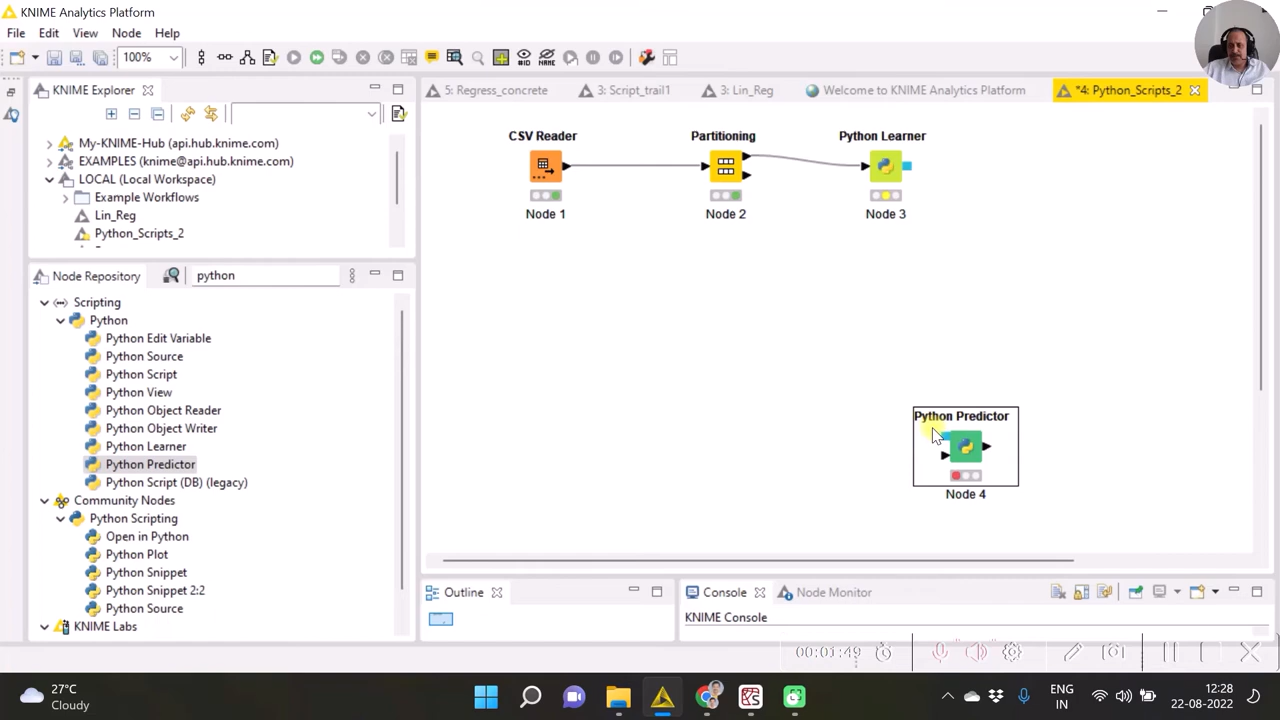 KNIME Analytics Platform
File Edit View Node Help
100%
#ID NAME
KNIME Explorer
My-KNIME-Hub (api.hub.knime.com)
EXAMPLES (knime@api.hub.knime.com)
LOCAL (Local Workspace)
Example Workflows
Lin_Reg
Python_Scripts_2
Node Repository
python
Scripting
Python
Python Edit Variable
Python Source
Python Script
Python View
Python Object Reader
Python Object Writer
Python Learner
Python Predictor
Python Script (DB) (legacy)
Community Nodes
Python Scripting
Open in Python
Python Plot
Python Snippet
Python Snippet 2:2
Python Source
KNIME Labs
5: Regress_concrete
3: Script_trail1
3: Lin_Reg
Welcome to KNIME Analytics Platform
*4: Python_Scripts_2
CSV Reader
Node 1
Partitioning
Node 2
Python Learner
Node 3
Python Predictor
Node 4
Outline
Console
Node Monitor
KNIME Console
00:01:49
27°C
Cloudy
ENG
IN
12:28
22-08-2022